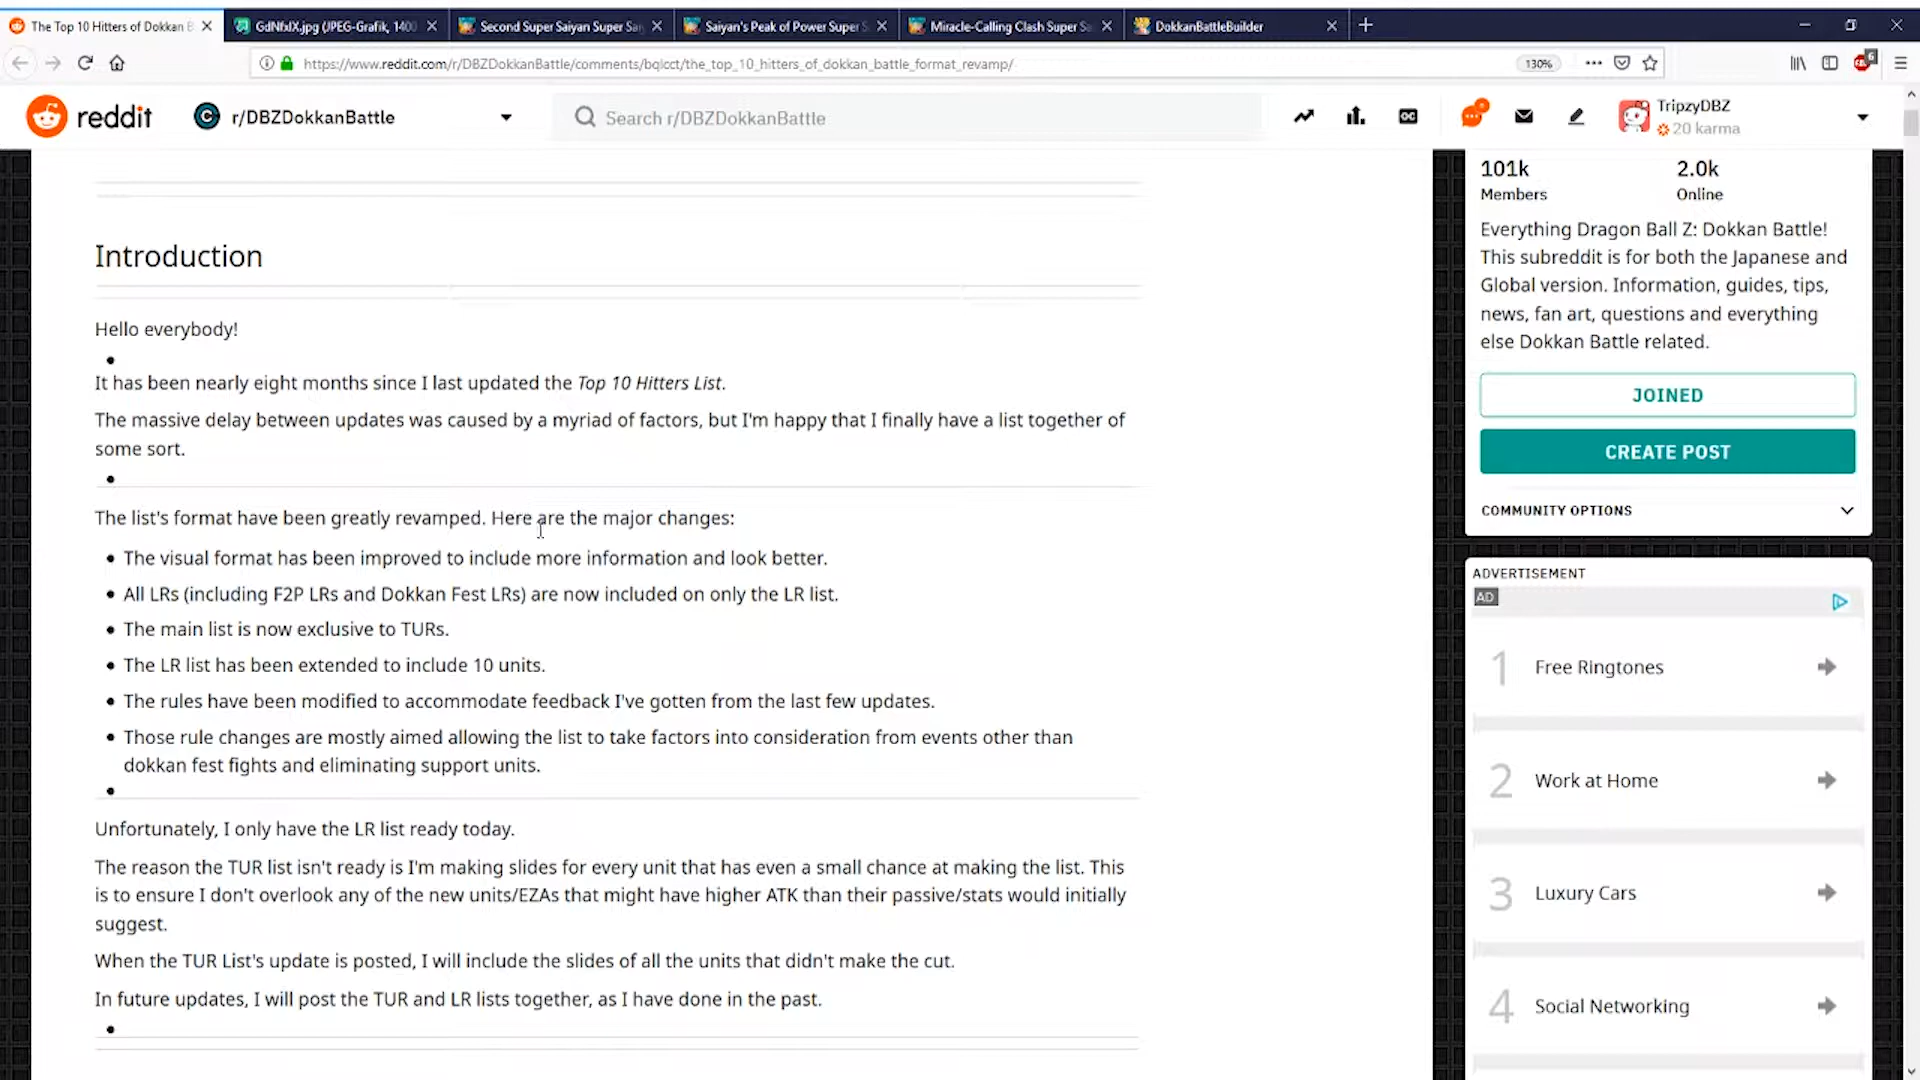 The Top 10 Hitters of Dokkan B
GdNfxIX.jpg (JPEG-Grafik, 1400
Second Super Saiyan Super Sai
Saiyan's Peak of Power Super S
Miracle-Calling Clash Super Sa
DokkanBattleBuilder
https://www.reddit.com/r/DBZDokkanBattle/comments/bqicct/the_top_10_hitters_of_dokkan_battle_format_revamp/
130%
6
reddit
r/DBZDokkanBattle
Search r/DBZDokkanBattle
TripzyDBZ
20 karma
Introduction
Hello everybody!
It has been nearly eight months since I last updated the Top 10 Hitters List.
The massive delay between updates was caused by a myriad of factors, but I'm happy that I finally have a list together of
some sort.
The list's format have been greatly revamped. Here are the major changes:
• The visual format has been improved to include more information and look better.
• All LRs (including F2P LRs and Dokkan Fest LRs) are now included on only the LR list.
• The main list is now exclusive to TURs.
• The LR list has been extended to include 10 units.
• The rules have been modified to accommodate feedback I've gotten from the last few updates.
• Those rule changes are mostly aimed allowing the list to take factors into consideration from events other than
dokkan fest fights and eliminating support units.
Unfortunately, I only have the LR list ready today.
The reason the TUR list isn't ready is I'm making slides for every unit that has even a small chance at making the list. This
is to ensure I don't overlook any of the new units/EZAs that might have higher ATK than their passive/stats would initially
suggest.
When the TUR List's update is posted, I will include the slides of all the units that didn't make the cut.
In future updates, I will post the TUR and LR lists together, as I have done in the past.
101k
2.0k
Members
Online
Everything Dragon Ball Z: Dokkan Battle!
This subreddit is for both the Japanese and
Global version. Information, guides, tips,
news, fan art, questions and everything
else Dokkan Battle related.
JOINED
CREATE POST
COMMUNITY OPTIONS
ADVERTISEMENT
AD
1 Free Ringtones
2 Work at Home
3 Luxury Cars
4 Social Networking